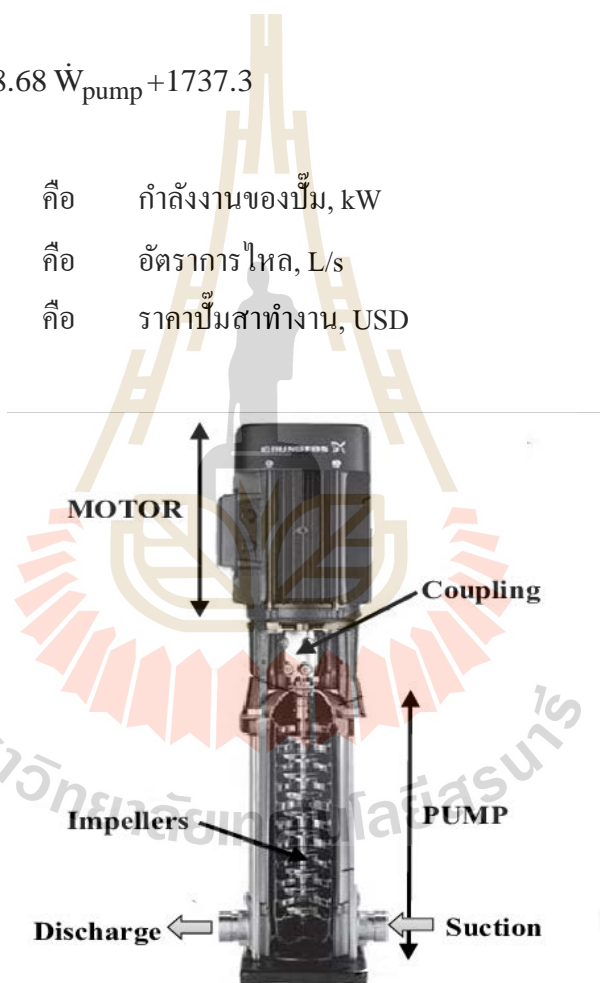 8.68 Ẇpump+1737.3
คือ กำลังงานของปั๊ม, kW
คือ อัตราการไหล, L/s
คือ ราคาปั๊มสาทำงาน, USD
GRUNDFOS X
MOTOR
Coupling
Impellers
PUMP
Discharge
Suction